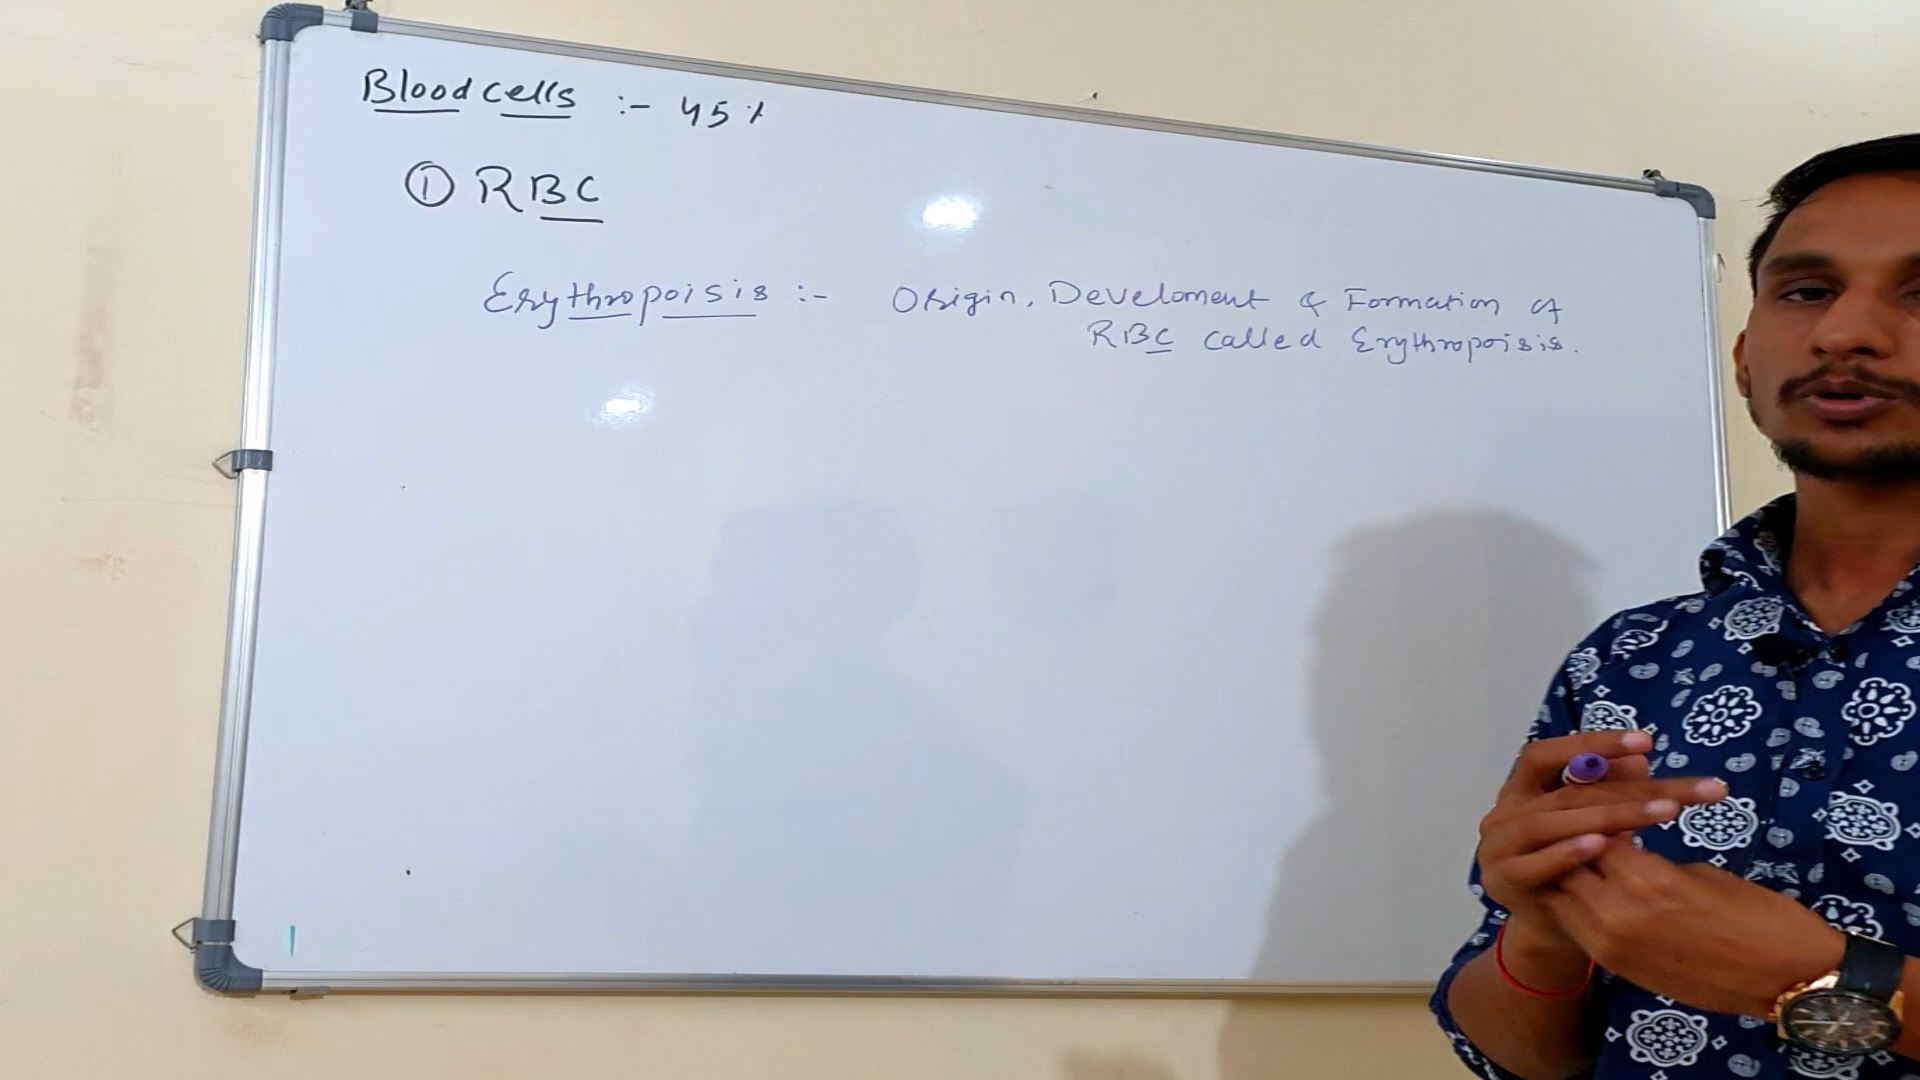 Blood cells :- 45%
① RBC
Erythropoisis :- Origin, Develoment & Formation of
RBC called Erythropoisis.